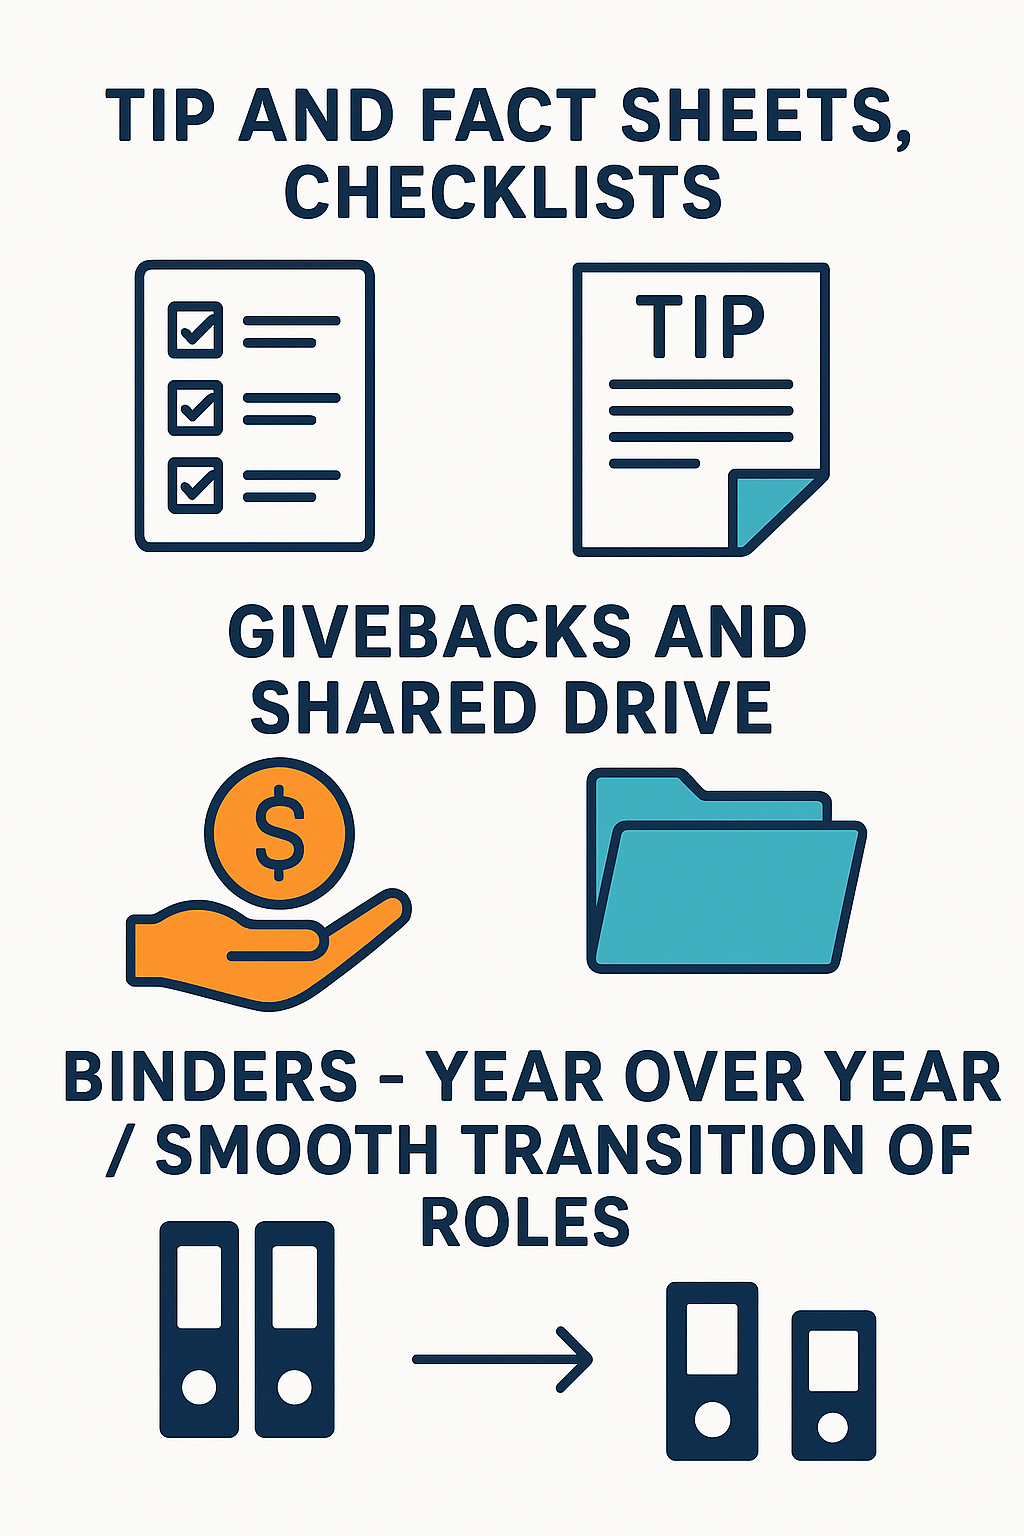 TIP AND FACT SHEETS,
CHECKLISTS
TIP
GIVEBACKS AND
SHARED DRIVE
$
BINDERS - YEAR OVER YEAR
/ SMOOTH TRANSITION OF
ROLES